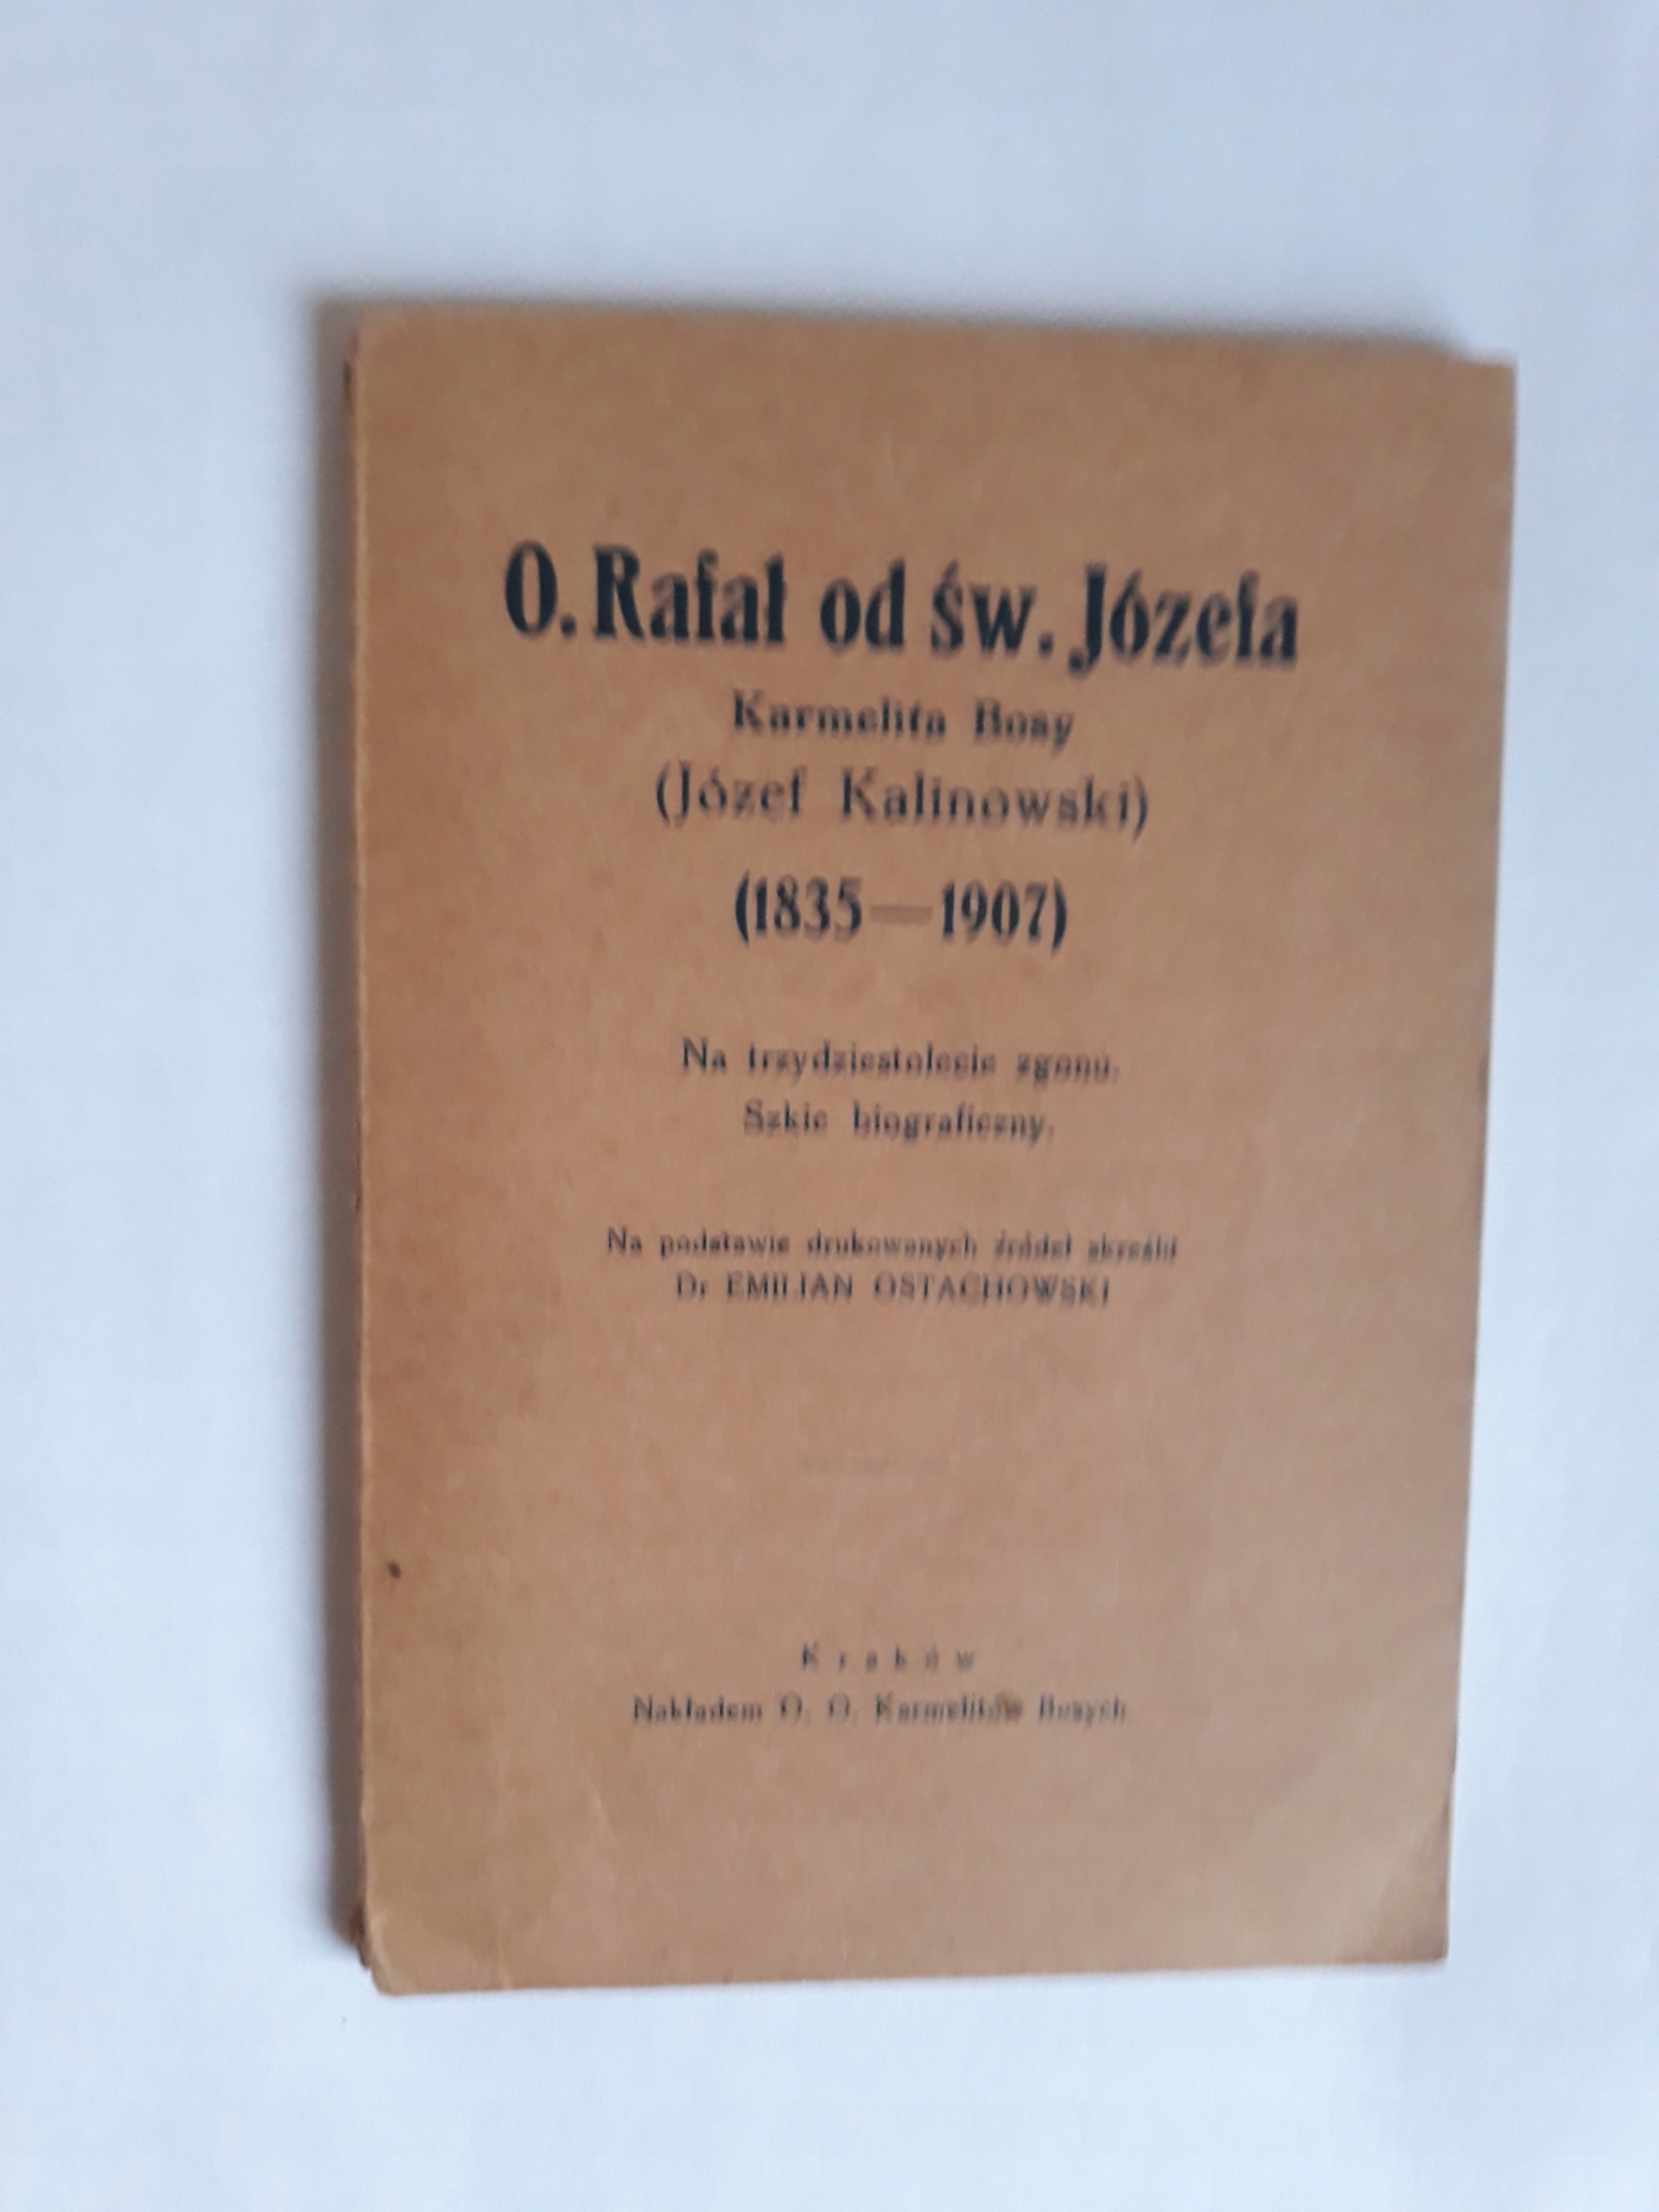 O. Rafał od św. Józefa
Karmelita Bosy
(Józef Kalinowski)
(1835—1907)
Na trzydziestolecie zgonu.
Szkic biograficzny.
Na podstawie drukowanych źródeł skreślił
Dr EMILIAN OSTACHOWSKI
Kraków
Nakładem O. O. Karmelitów Bosych